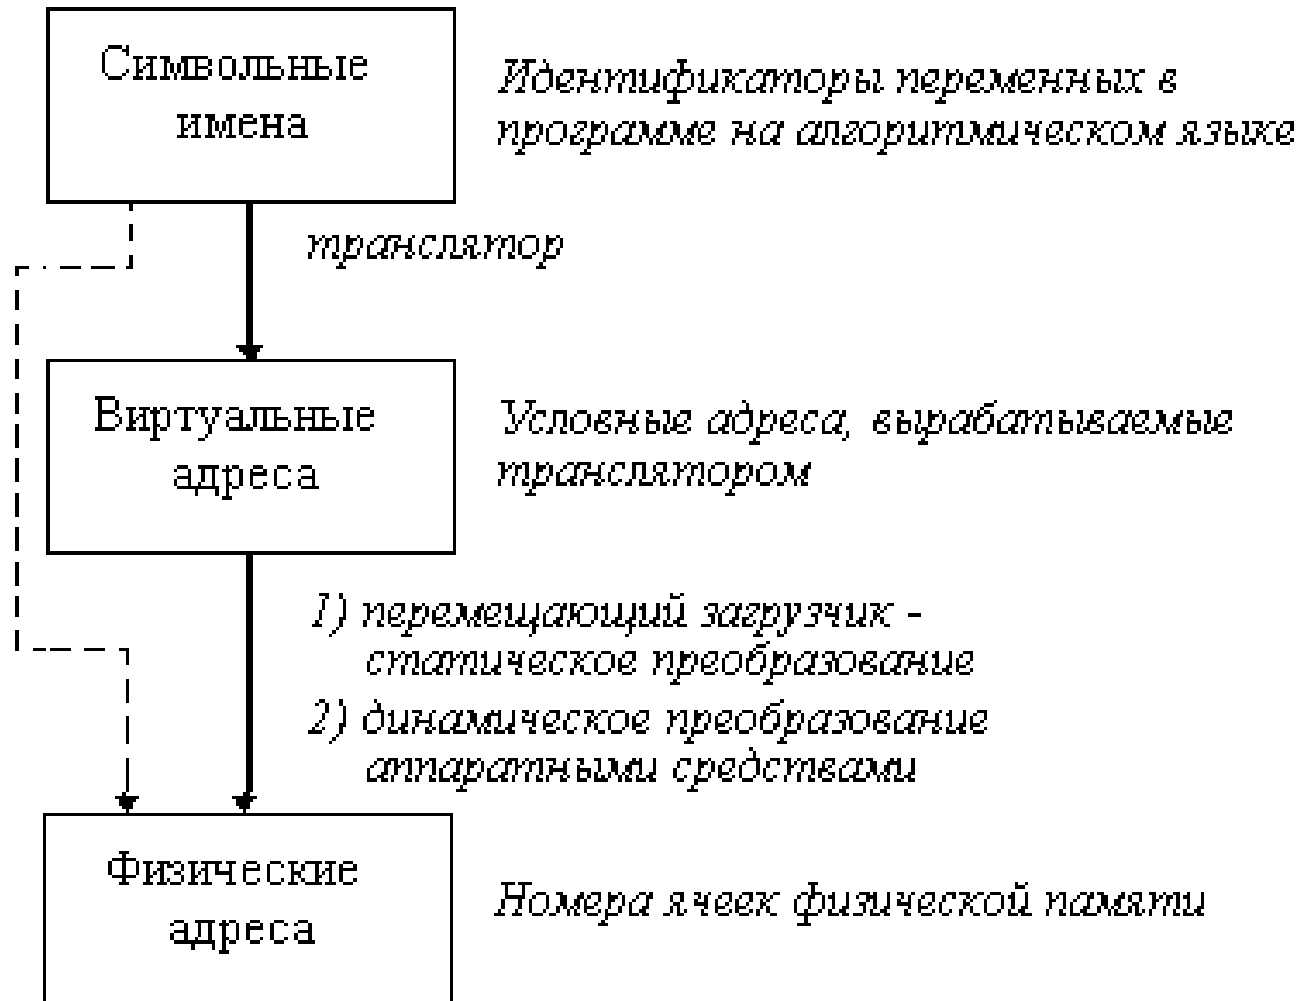 Символьные
имена
Идентификаторы переменных в
программе на алгоритмическом языке
транслятор
Виртуальные
адреса
Условные адреса, вырабатываемые
транслятором
1) перемещающий загрузчик -
статическое преобразование
2) динамическое преобразование
аппаратными средствами
Физические
адреса
Номера ячеек физической памяти